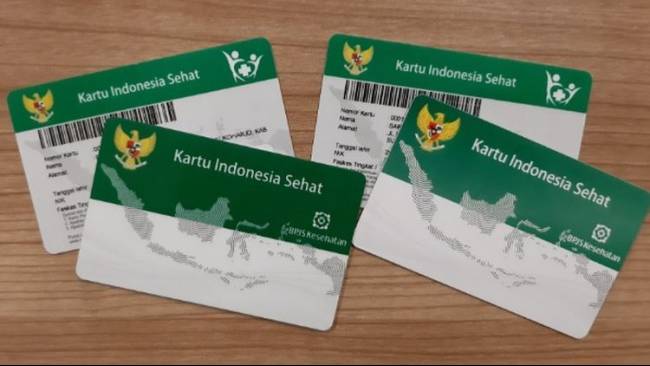 Kartu Indonesia Sehat
Nomor Kartu
Nama
Alamat
KAB
Tanggal lahir
NIK
Faskes Tingkat
Kartu Indonesia Sehat
BPJS Kesehatan
Kartu Indonesia Sehat
Nomor Kartu
Nama
Alamat
Tanggal lahir
NIK
Faskes Tingkat I
Kartu Indonesia Sehat
BPJS Kesehatan